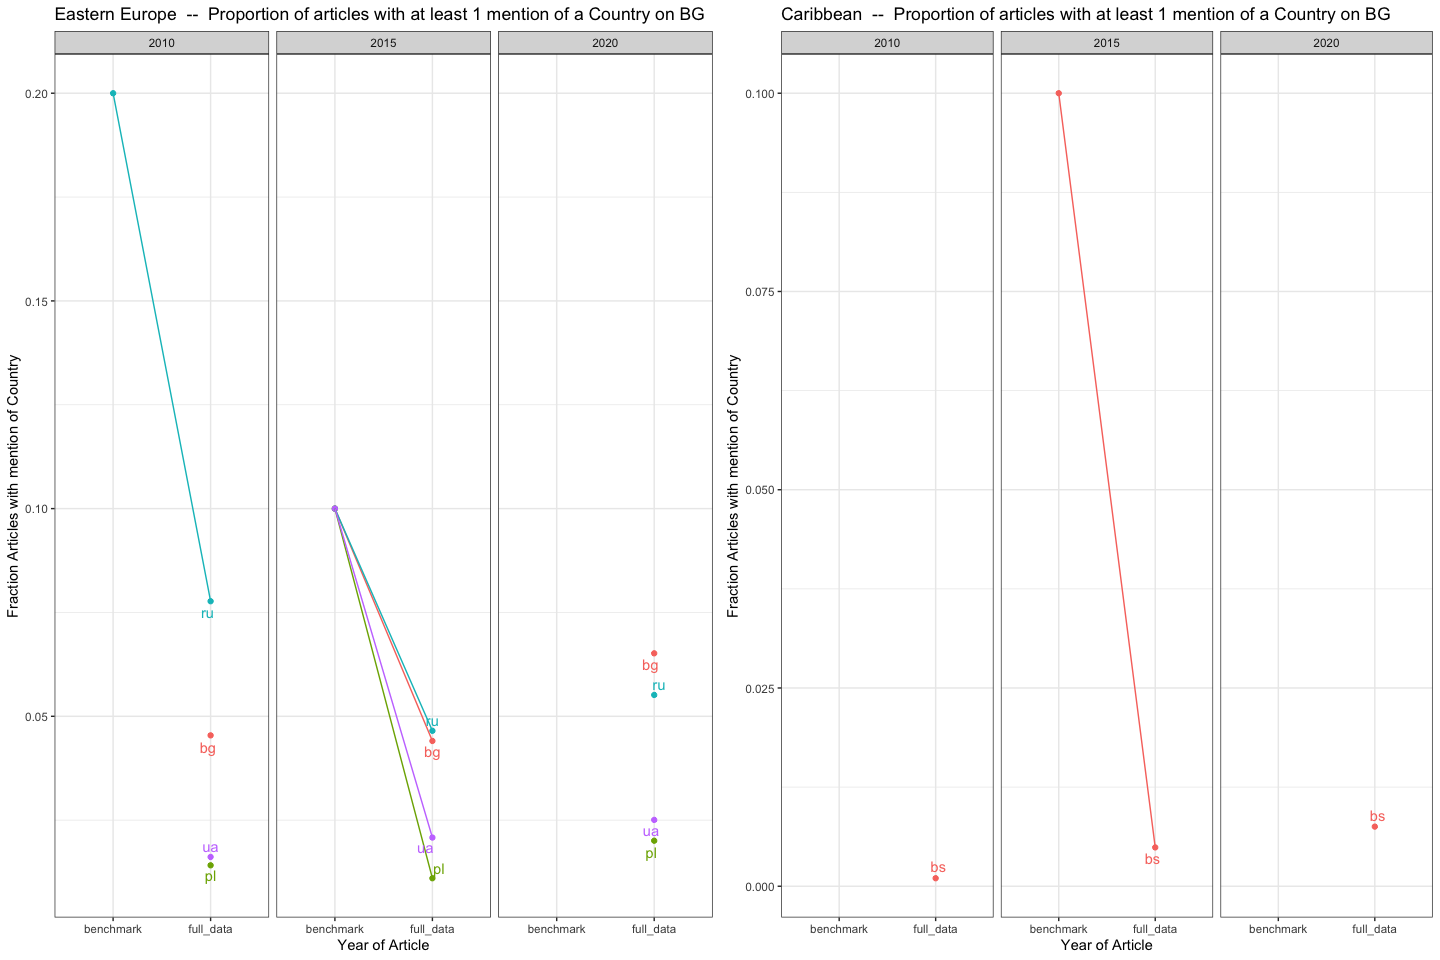 Eastern Europe  --  Proportion of articles with at least 1 mention of a Country on BG
2010
2015
2020
Fraction Articles with mention of Country
0.20
0.15
0.10
0.05
ru
bg
ua
pl
ru
bg
ua
pl
bg
ru
ua
pl
benchmark
full_data
benchmark
full_data
benchmark
full_data
Year of Article
Caribbean  --  Proportion of articles with at least 1 mention of a Country on BG
2010
2015
2020
Fraction Articles with mention of Country
0.100
0.075
0.050
0.025
0.000
bs
bs
bs
benchmark
full_data
benchmark
full_data
benchmark
full_data
Year of Article